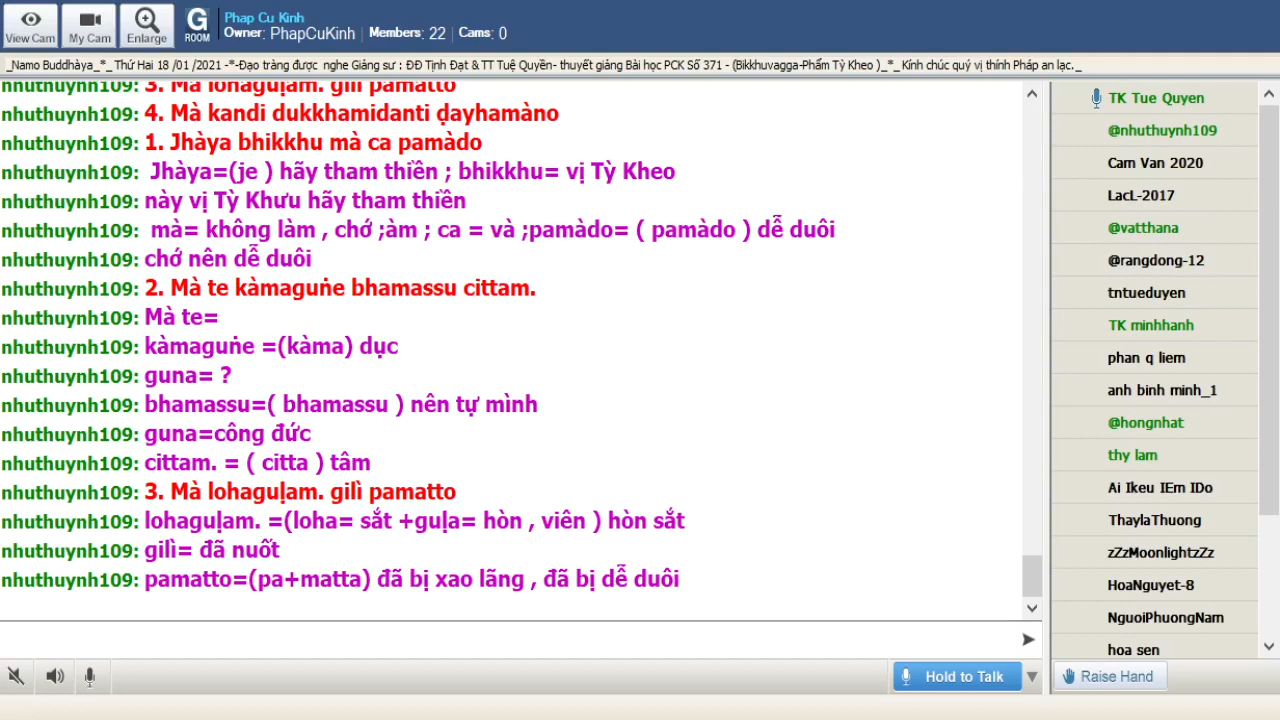 View Cam
My Cam
Enlarge
G
ROOM
Phap Cu Kinh
Owner: PhapCuKinh | Members: 22 | Cams: 0
_Namo Buddhàya_*_ Thứ Hai 18 /01 /2021 -*-Đạo tràng được nghe Giảng sư : ĐĐ Tịnh Đạt & TT Tuệ Quyền- thuyết giảng Bài học PCK Số 371 - (Bikkhuvagga-Phẩm Tỳ Kheo )_*_ Kính chúc quý vị thính Pháp an lạc._
nhuthuynh109: 3. Mà lohaguḷam. gilì pamatto
nhuthuynh109: 4. Mà kandi dukkhamidanti ḍayhamàno
nhuthuynh109: 1. Jhàya bhikkhu mà ca pamàdo
nhuthuynh109: Jhàya=(je ) hãy tham thiền ; bhikkhu= vị Tỳ Kheo
nhuthuynh109: này vị Tỳ Khưu hãy tham thiền
nhuthuynh109: mà= không làm , chớ ;àm ; ca = và ;pamàdo= ( pamàdo ) dễ duôi
nhuthuynh109: chớ nên dễ duôi
nhuthuynh109: 2. Mà te kàmaguṅe bhamassu cittam.
nhuthuynh109: Mà te=
nhuthuynh109: kàmaguṅe =(kàma) dục
nhuthuynh109: guna= ?
nhuthuynh109: bhamassu=( bhamassu ) nên tự mình
nhuthuynh109: guna=công đức
nhuthuynh109: cittam. = ( citta ) tâm
nhuthuynh109: 3. Mà lohaguḷam. gilì pamatto
nhuthuynh109: lohaguḷam. =(loha= sắt +guḷa= hòn , viên ) hòn sắt
nhuthuynh109: gilì= đã nuốt
nhuthuynh109: pamatto=(pa+matta) đã bị xao lãng , đã bị dễ duôi
TK Tue Quyen
@nhuthuynh109
Cam Van 2020
LacL-2017
@vatthana
@rangdong-12
tntueduyen
TK minhhanh
phan q liem
anh binh minh_1
@hongnhat
thy lam
Ai Ikeu IEm IDo
ThaylaThuong
zZzMoonlightzZz
HoaNguyet-8
NguoiPhuongNam
hoa sen
Hold to Talk
Raise Hand